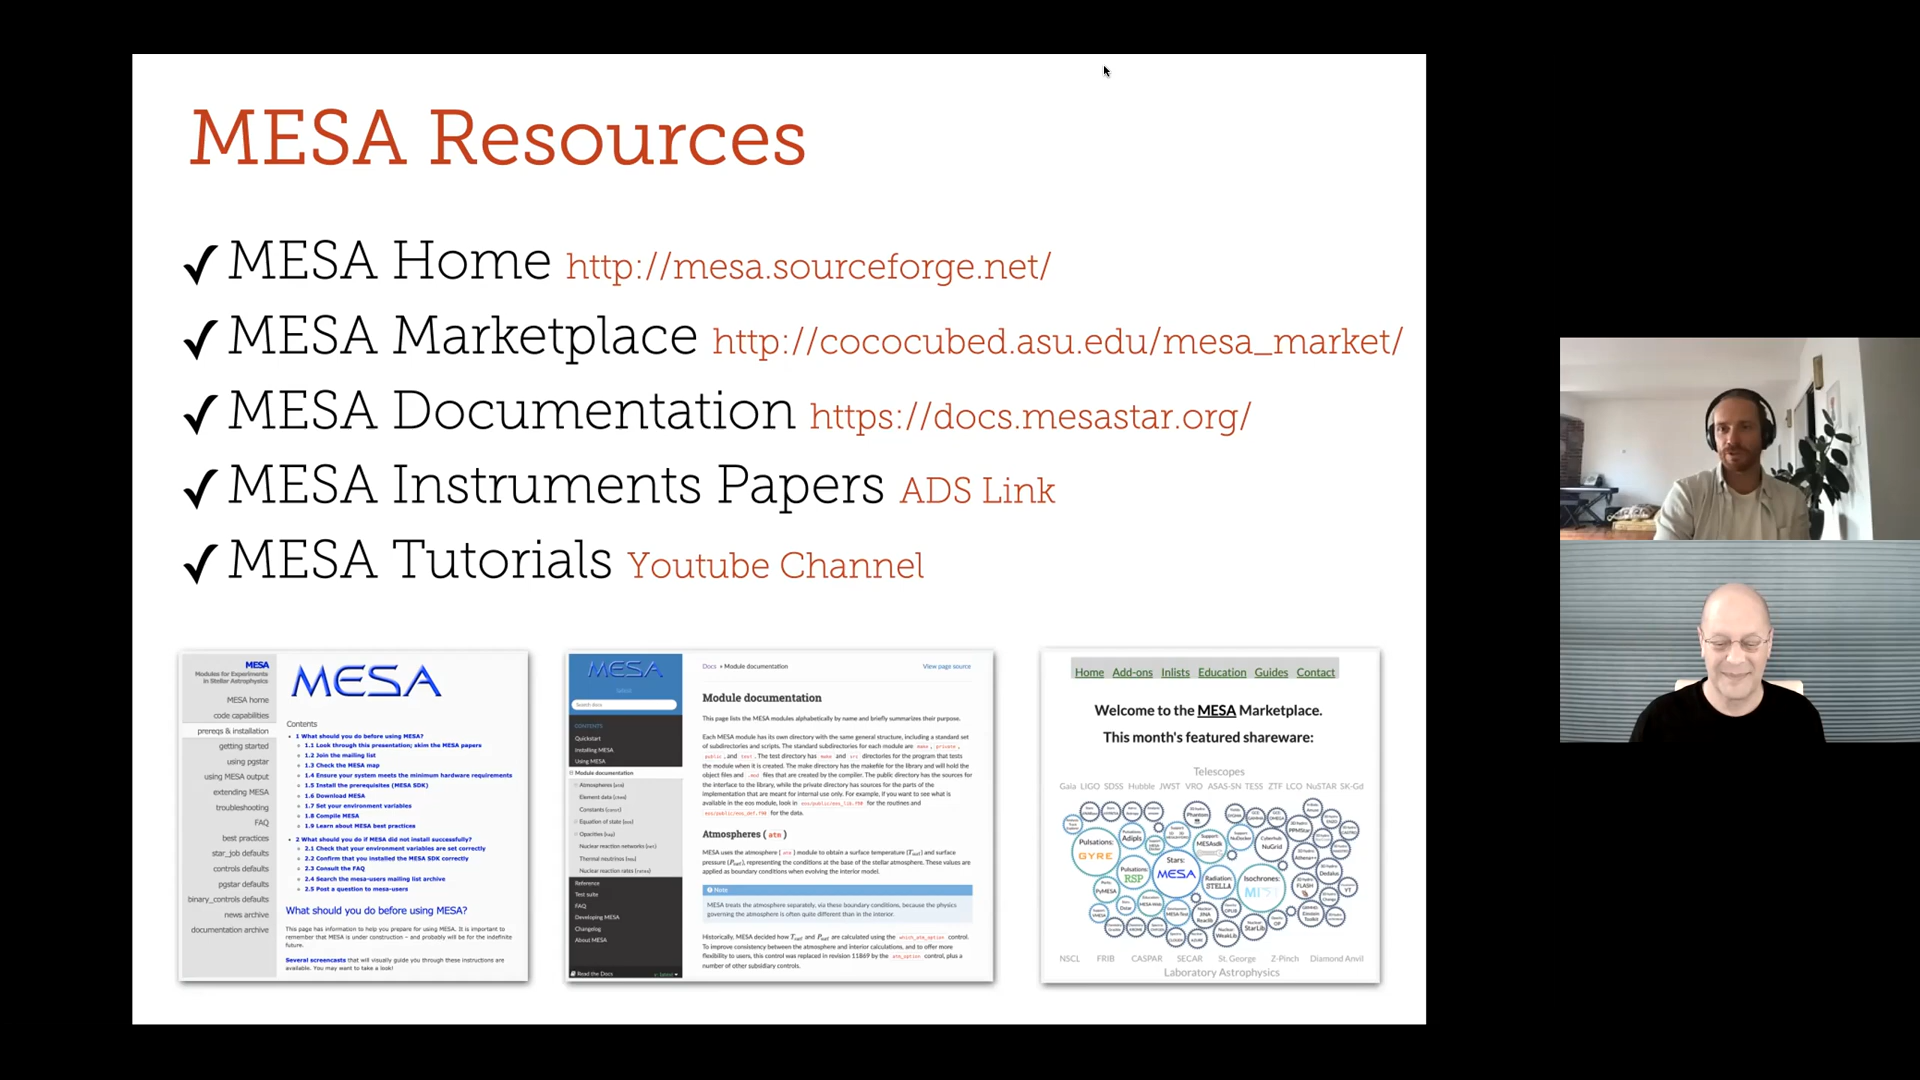 MESA Resources
✓ MESA Home http://mesa.sourceforge.net/
✓ MESA Marketplace http://cococubed.asu.edu/mesa_market/
✓ MESA Documentation https://docs.mesastar.org/
✓ MESA Instruments Papers ADS Link
✓ MESA Tutorials Youtube Channel
MESA
Modules for Experiments
in Stellar Astrophysics
MESA home
code capabilities
prereqs & installation
getting started
using pgstar
using MESA output
extending MESA
troubleshooting
FAQ
best practices
star_job defaults
controls defaults
pgstar defaults
binary_controls defaults
news archive
documentation archive
MESA
Contents
1 What should you do before using MESA?
1.1 Look through this presentation; skim the MESA papers
1.2 Join the mailing list
1.3 Check the MESA map
1.4 Ensure your system meets the minimum hardware requirements
1.5 Install the prerequisites (MESA SDK)
1.6 Download MESA
1.7 Set your environment variables
1.8 Compile MESA
1.9 Learn about MESA best practices
2 What should you do if MESA did not install successfully?
2.1 Check that your environment variables are set correctly
2.2 Confirm that you installed the MESA SDK correctly
2.3 Consult the FAQ
2.4 Search the mesa-users mailing list archive
2.5 Post a question to mesa-users
What should you do before using MESA?
This page has information to help you prepare for using MESA. It is important to
remember that MESA is under construction – and probably will be for the indefinite
future.
Several screencasts that will visually guide you through these instructions are
available. You may want to take a look!
MESA
Search docs
CONTENTS
Quickstart
Installing MESA
Using MESA
Module documentation
Atmospheres (atm)
Element data (chem)
Constants (const)
Equation of state (eos)
Opacities (kap)
Nuclear reaction networks (net)
Thermal neutrinos (neu)
Nuclear reaction rates (rates)
Reference
Test suite
FAQ
Developing MESA
Changelog
About MESA
Read the Docs
Docs » Module documentation
View page source
Module documentation
This page lists the MESA modules alphabetically by name and briefly summarizes their purpose.
Each MESA module has its own directory with the same general structure, including a standard set
of subdirectories and scripts. The standard subdirectories for each module are make, private,
public, and test. The test directory has make and src directories for the program that tests
the module when it is created. The make directory has the makefile for the library and will hold the
object files and .mod files that are created by the compiler. The public directory has the sources for
the interface to the library, while the private directory has sources for the parts of the
implementation that are meant for internal use only. For example, if you want to see what is
available in the eos module, look in eos/public/eos_lib.f90 for the routines and
eos/public/eos_def.f90 for the data.
Atmospheres ( atm )
MESA uses the atmosphere ( atm ) module to obtain a surface temperature (Tsurf) and surface
pressure (Psurf), representing the conditions at the base of the stellar atmosphere. These values are
applied as boundary conditions when evolving the interior model.
Note
MESA treats the atmosphere separately, via these boundary conditions, because the physics
governing the atmosphere is often quite different than in the interior.
Historically, MESA decided how Tsurf and Psurf are calculated using the which_atm_option control.
To improve consistency between the atmosphere and interior calculations, and to offer more
flexibility to users, this control was replaced in revision 11869 by the atm_option control, plus a
number of other subsidiary controls.
Home Add-ons Inlists Education Guides Contact
Welcome to the MESA Marketplace.
This month's featured shareware:
Telescopes
Gaia LIGO SDSS Hubble JWST VRO ASAS-SN TESS ZTF LCO NuSTAR SK-Gd
Pulsations:
GYRE
Pulsations:
Adipls
Pulsations:
RSP
Stars:
MESA
Support:
MESAsdk
Phantom
NuGrid
PPMStar
Athena++
Dedalus
Radiation:
STELLA
Isochrones:
MIST
FLASH
YT
PyMESA
MESA-Web
MESA-Test
StarLib
WeakLib
NSCL FRIB CASPAR SECAR St. George Z-Pinch Diamond Anvil
Laboratory Astrophysics